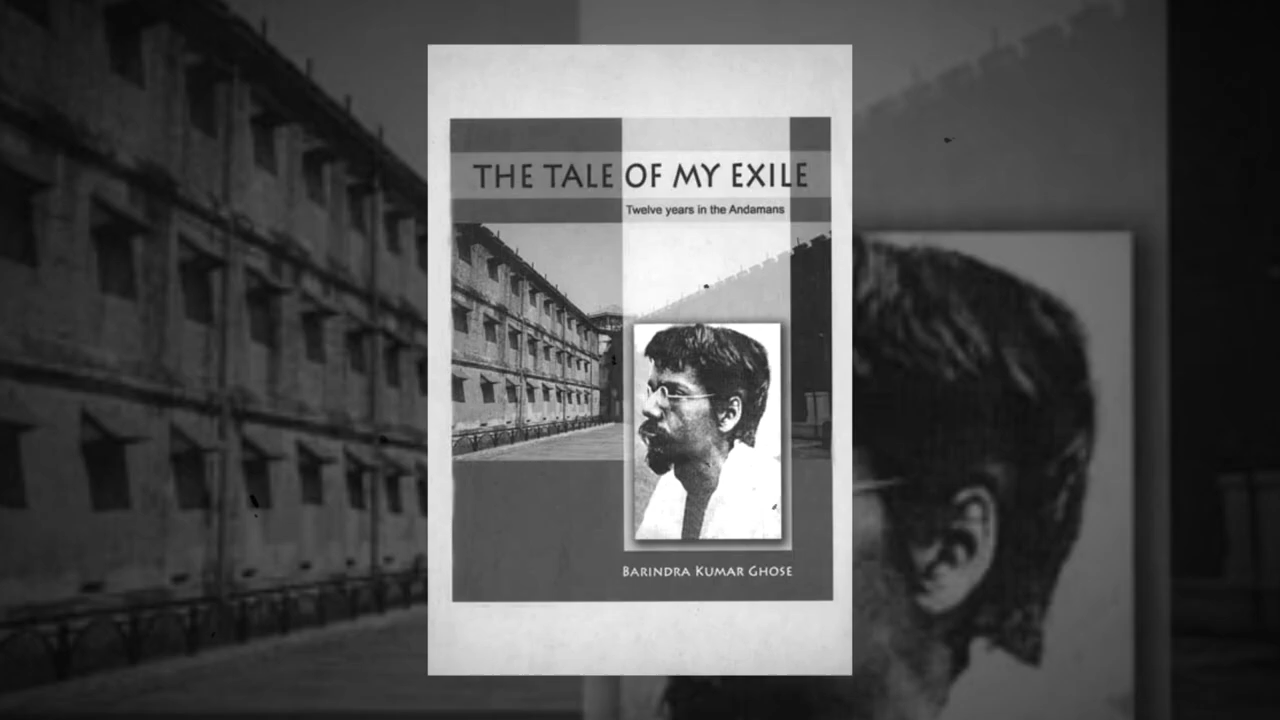 THE TALE OF MY EXILE
Twelve years in the Andamans
BARINDRA KUMAR GHOSE